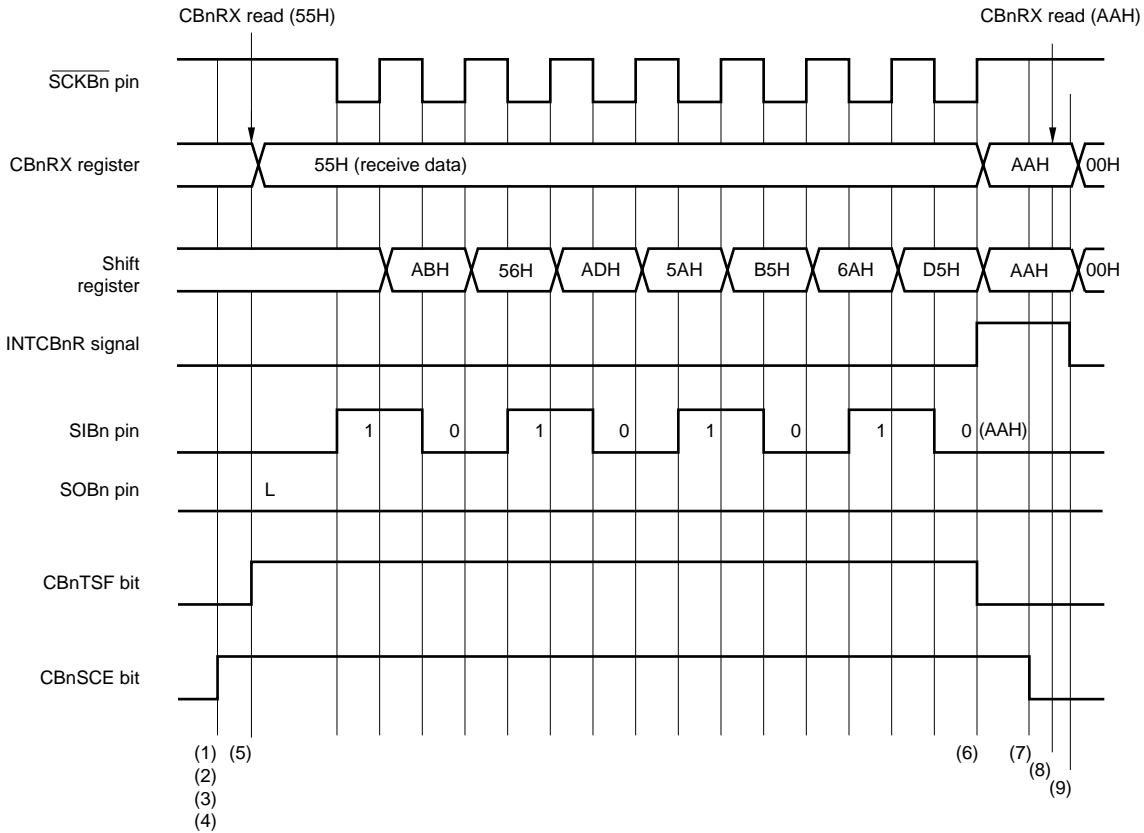 CBnRX read (55H)
CBnRX read (AAH)
SCKBn pin
CBnRX register
55H (receive data)
AAH
00H
Shift
register
ABH
56H
ADH
5AH
B5H
6AH
D5H
AAH
00H
INTCBnR signal
SIBn pin
1
0
1
0
1
0
1
0 (AAH)
SOBn pin
L
CBnTSF bit
CBnSCE bit
(1)
(2)
(3)
(4)
(5)
(6)
(7)
(8)
(9)